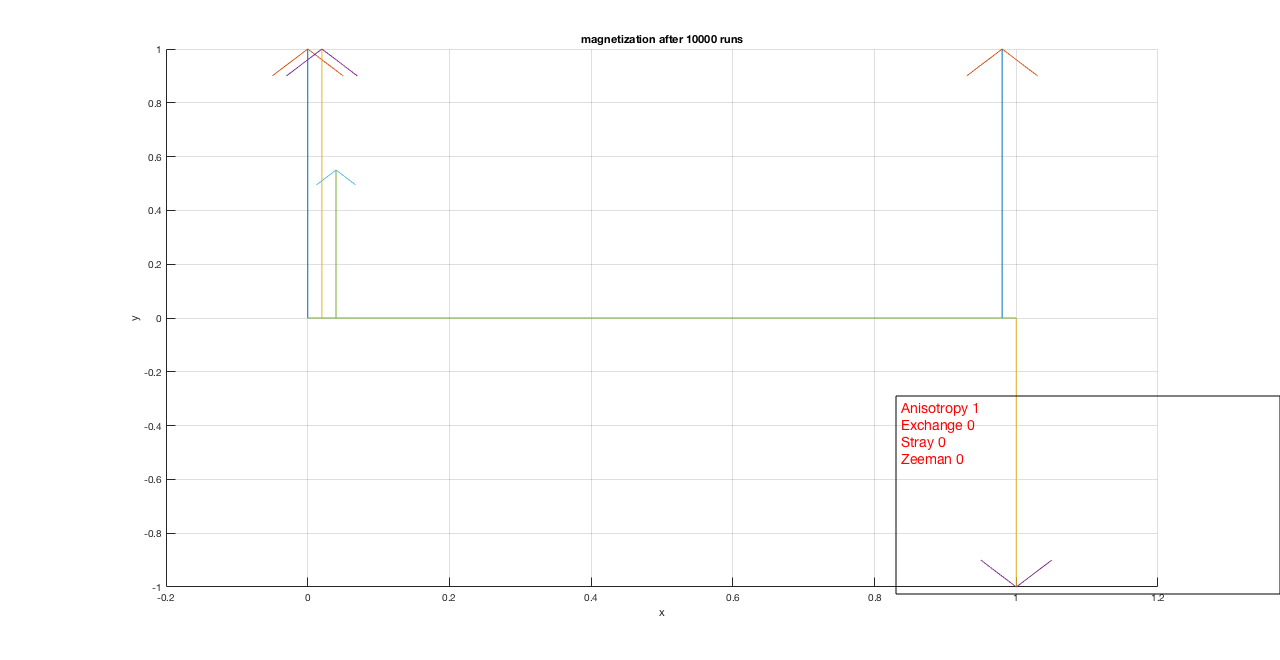 magnetization after 10000 runs
1
0.8
0.6
0.4
0.2
0
-0.2
-0.4
-0.6
-0.8
-1
y
Anisotropy 1
Exchange 0
Stray 0
Zeeman 0
-0.2 0 0.2 0.4 0.6 0.8 1 1.2
x